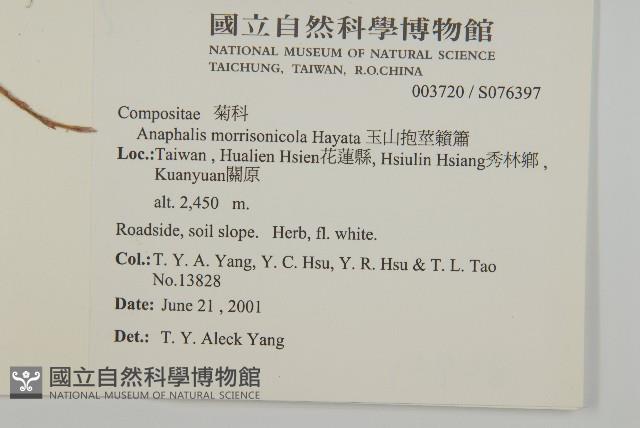 國立自然科學博物館
NATIONAL MUSEUM OF NATURAL SCIENCE
TAICHUNG, TAIWAN, R.O.CHINA
003720 / S076397
Compositae 菊科
Anaphalis morrisonicola Hayata 玉山抱莖籟簫
Loc.:Taiwan , Hualien Hsien花蓮縣, Hsiulin Hsiang秀林鄉 ,
Kuanyuan關原
alt. 2,450 m.
Roadside, soil slope. Herb, fl. white.
Col.: T. Y. A. Yang, Y. C. Hsu, Y. R. Hsu & T. L. Tao
No.13828
Date: June 21 , 2001
Det.: T. Y. Aleck Yang
國立自然科學博物館
NATIONAL MUSEUM OF NATURAL SCIENCE